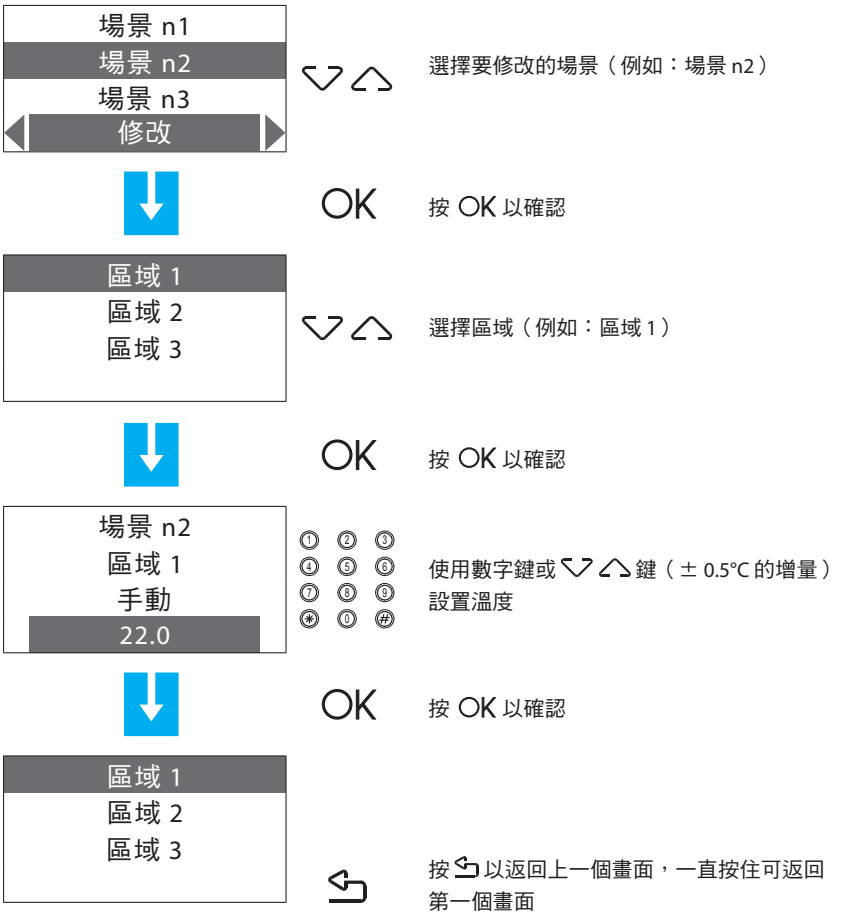 場景 n1
場景 n2
場景 n3
修改
選擇要修改的場景（例如：場景 n2）
OK
按 OK 以確認
區域 1
區域 2
區域 3
選擇區域（例如：區域 1）
OK
按 OK 以確認
場景 n2
區域 1
手動
22.0
1 2 3
4 5 6
7 8 9
* 0 #
使用數字鍵或 鍵（± 0.5°C 的增量）
設置溫度
OK
按 OK 以確認
區域 1
區域 2
區域 3
按 以返回上一個畫面，一直按住可返回
第一個畫面